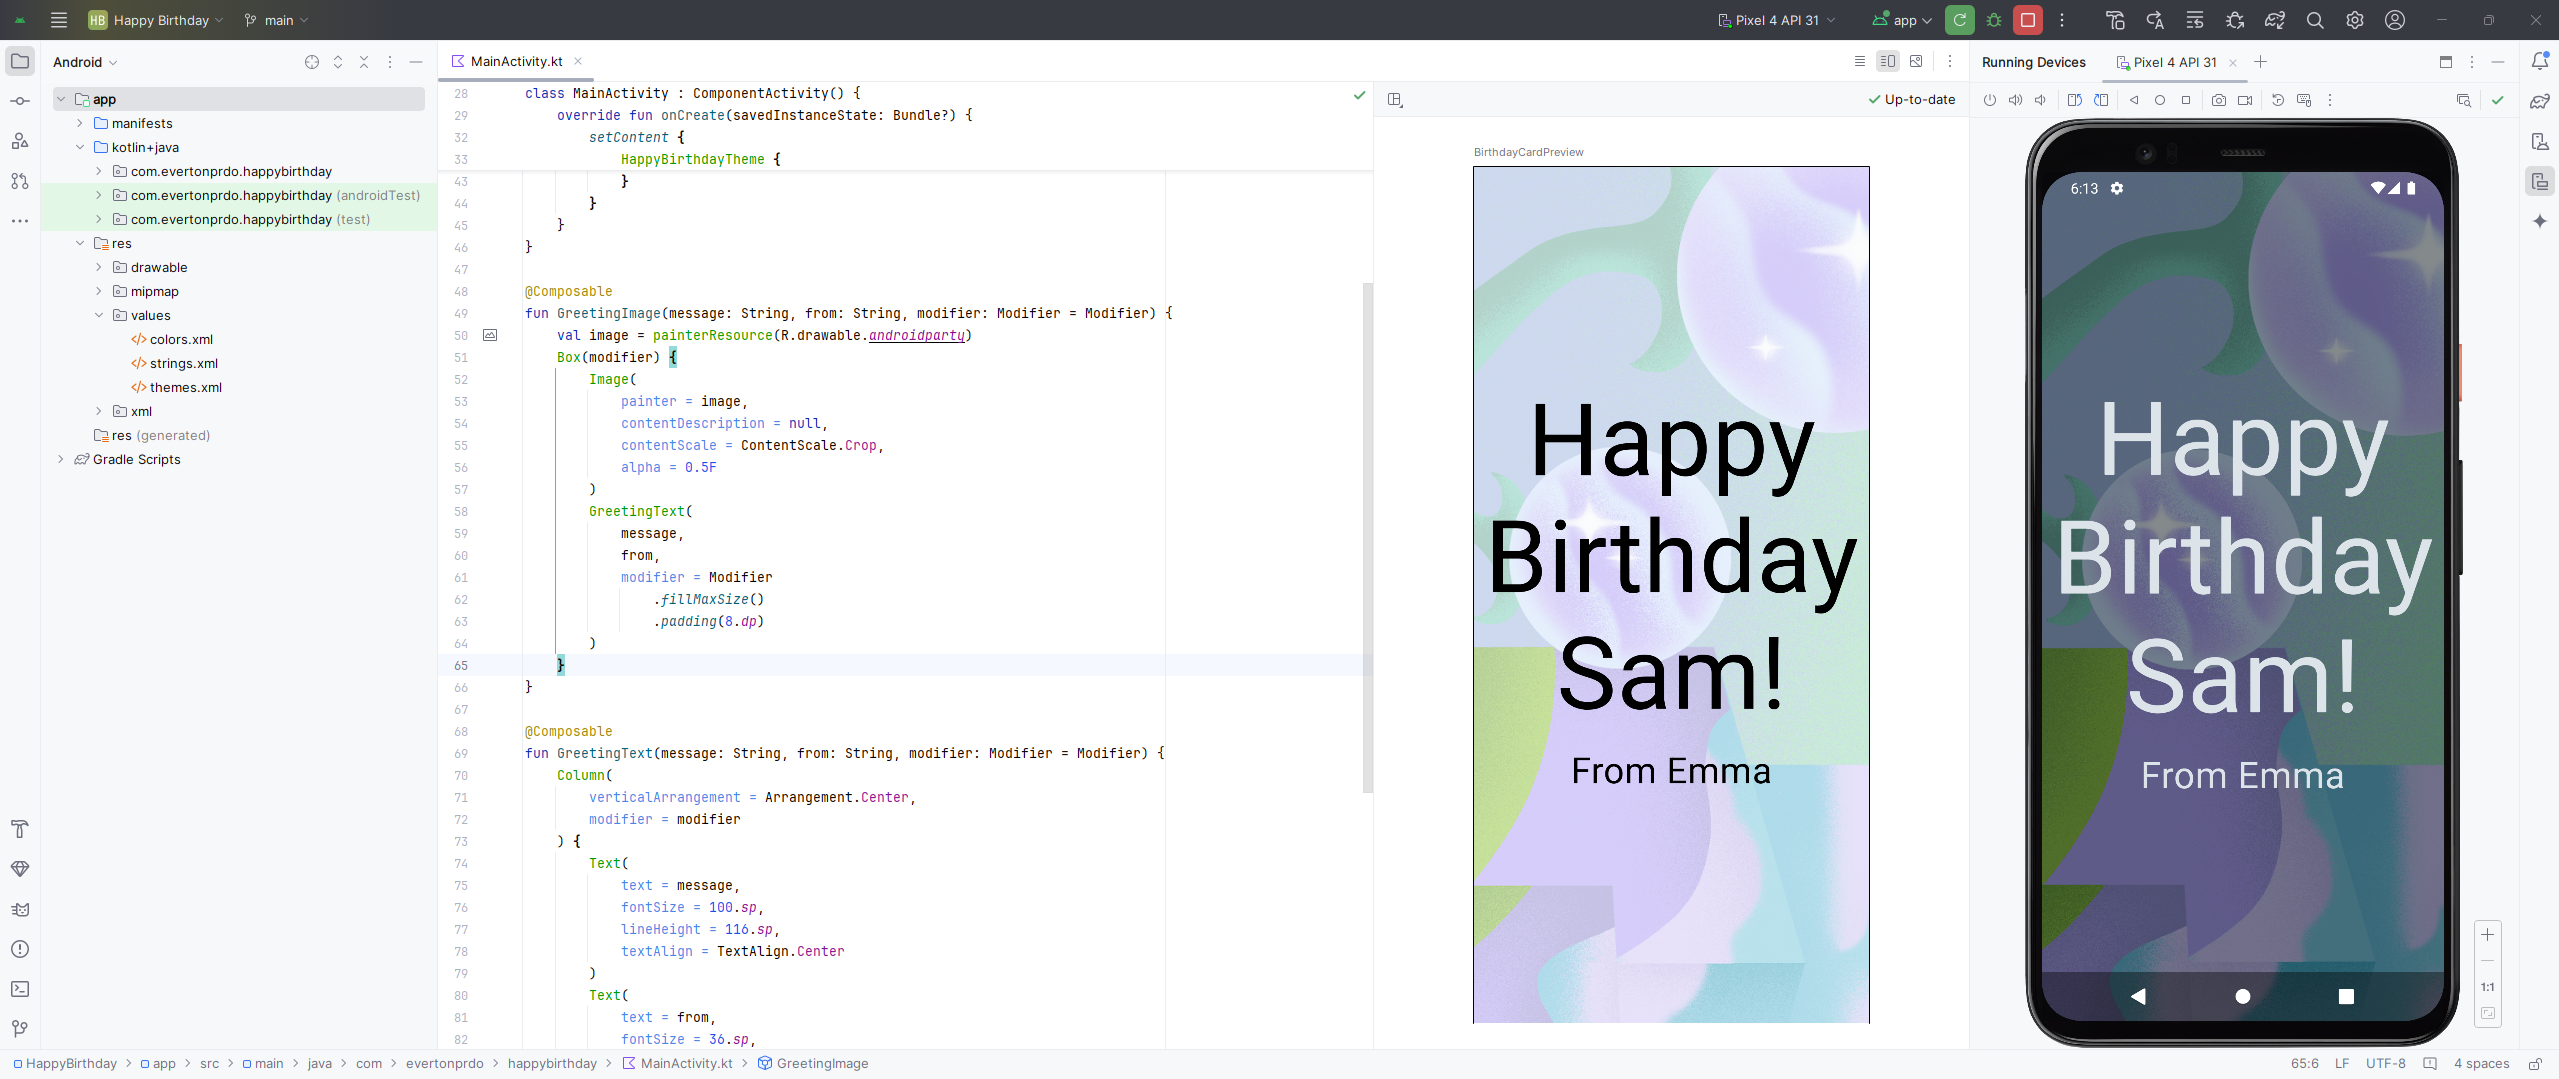 HB Happy Birthday main Pixel 4 API 31 app
Android
app
manifests
kotlin+java
com.evertonprdo.happybirthday
com.evertonprdo.happybirthday (androidTest)
com.evertonprdo.happybirthday (test)
res
drawable
mipmap
values
colors.xml
strings.xml
themes.xml
xml
res (generated)
Gradle Scripts
MainActivity.kt
28 class MainActivity : ComponentActivity() {
29 override fun onCreate(savedInstanceState: Bundle?) {
32 setContent {
33 HappyBirthdayTheme {
43 }
44 }
45 }
46 }
47
48 @Composable
49 fun GreetingImage(message: String, from: String, modifier: Modifier = Modifier) {
50 val image = painterResource(R.drawable.androidparty)
51 Box(modifier) {
52 Image(
53 painter = image,
54 contentDescription = null,
55 contentScale = ContentScale.Crop,
56 alpha = 0.5F
57 )
58 GreetingText(
59 message,
60 from,
61 modifier = Modifier
62 .fillMaxSize()
63 .padding(8.dp)
64 )
65 }
66 }
67
68 @Composable
69 fun GreetingText(message: String, from: String, modifier: Modifier = Modifier) {
70 Column(
71 verticalArrangement = Arrangement.Center,
72 modifier = modifier
73 ) {
74 Text(
75 text = message,
76 fontSize = 100.sp,
77 lineHeight = 116.sp,
78 textAlign = TextAlign.Center
79 )
80 Text(
81 text = from,
82 fontSize = 36.sp,
Up-to-date
BirthdayCardPreview
Happy
Birthday
Sam!
From Emma
Running Devices Pixel 4 API 31
6:13
Happy
Birthday
Sam!
From Emma
1:1
HappyBirthday > app > src > main > java > com > evertonprdo > happybirthday > MainActivity.kt > GreetingImage
65:6 LF UTF-8 4 spaces